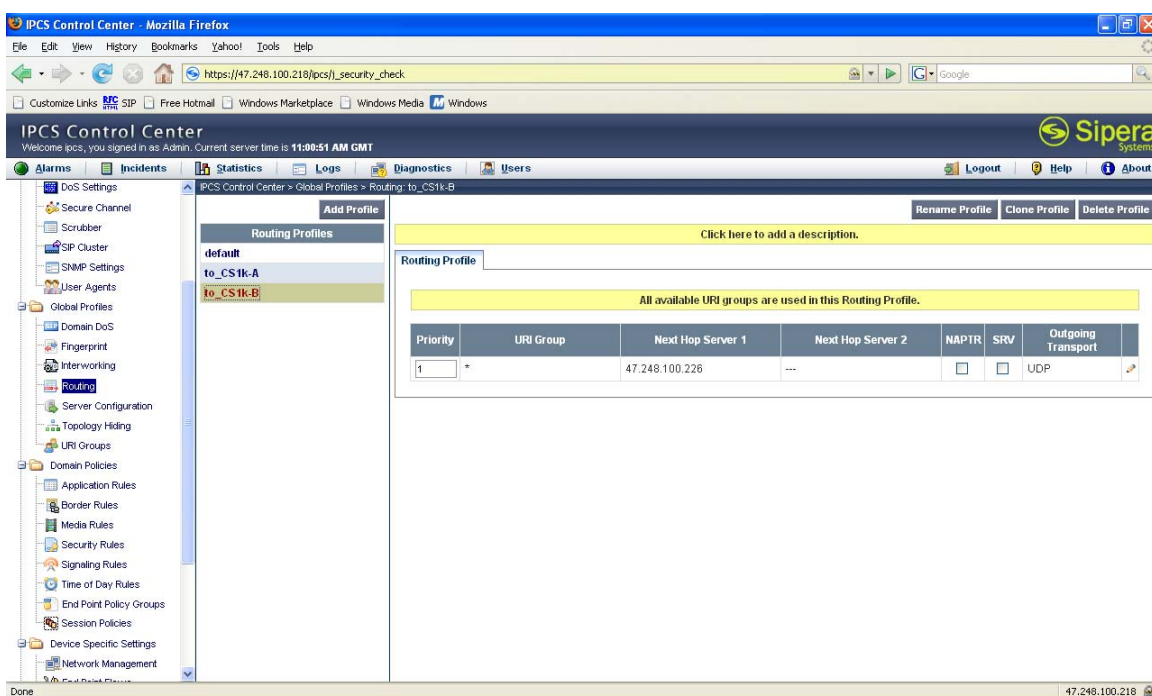 IPCS Control Center - Mozilla Firefox
File Edit View History Bookmarks Yahoo! Tools Help
https://47.248.100.218/ipcs/j_security_check
Google
Customize Links RFC HTML SIP Free Hotmail Windows Marketplace Windows Media Windows
IPCS Control Center
Welcome ipcs, you signed in as Admin. Current server time is 11:00:51 AM GMT
Sipera
Systems
Alarms Incidents Statistics Logs Diagnostics Users Logout Help About
IPCS Control Center > Global Profiles > Routing: to_CS1k-B
DoS Settings
Secure Channel
Scrubber
SIP Cluster
SNMP Settings
User Agents
Global Profiles
Domain DoS
Fingerprint
Interworking
Routing
Server Configuration
Topology Hiding
URI Groups
Domain Policies
Application Rules
Border Rules
Media Rules
Security Rules
Signaling Rules
Time of Day Rules
End Point Policy Groups
Session Policies
Device Specific Settings
Network Management
Add Profile
Routing Profiles
default
to_CS1k-A
to_CS1k-B
Rename Profile Clone Profile Delete Profile
Click here to add a description.
Routing Profile
All available URI groups are used in this Routing Profile.
Priority URI Group Next Hop Server 1 Next Hop Server 2 NAPTR SRV Outgoing Transport
1 * 47.248.100.226 --- UDP
Done
47.248.100.218